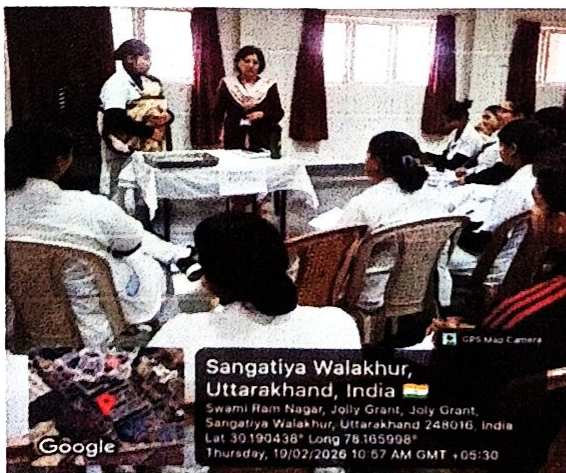 GPS Map Camera
Sangatiya Walakhur,
Uttarakhand, India 🇮🇳
Swami Ram Nagar, Jolly Grant, Joly Grant,
Sangatiya Walakhur, Uttarakhand 248016, India
Lat 30.190438° Long 78.165998°
Thursday, 19/02/2026 10:57 AM GMT +05:30
Google